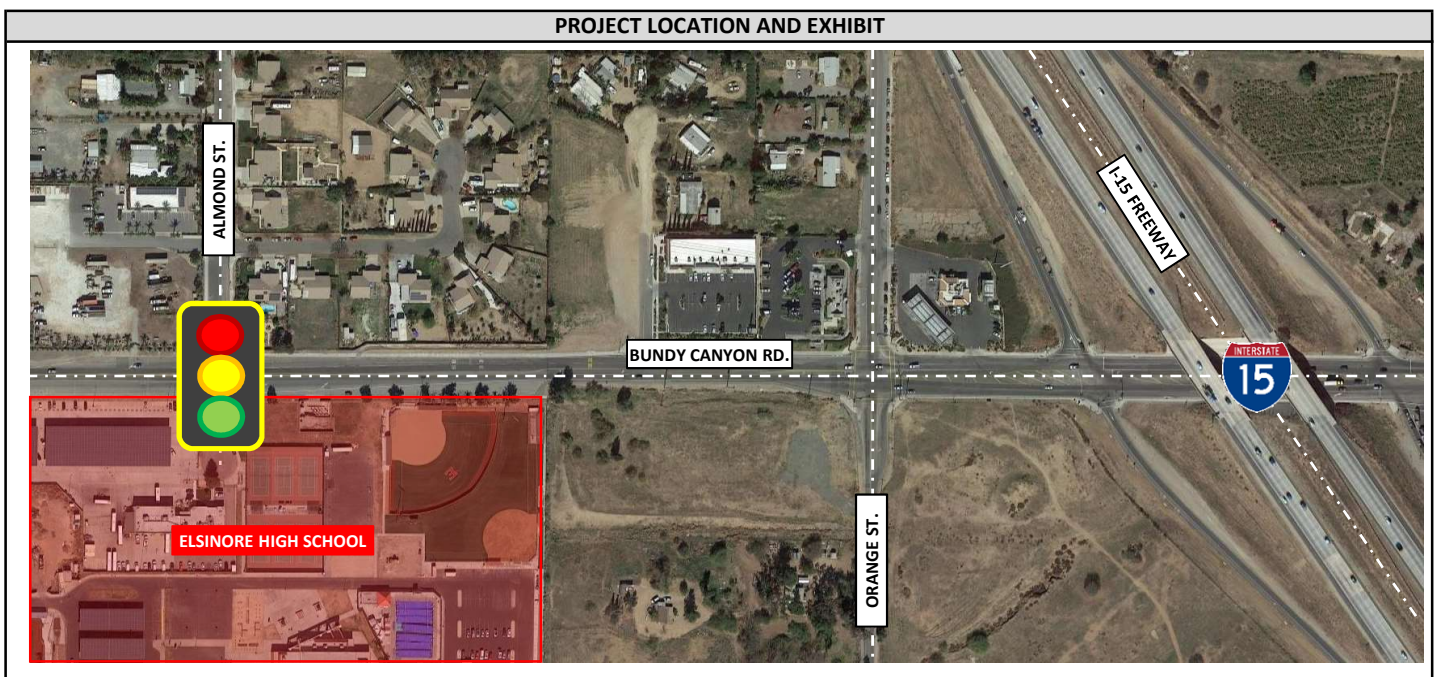 PROJECT LOCATION AND EXHIBIT
ALMOND ST.
I-15 FREEWAY
BUNDY CANYON RD.
INTERSTATE
15
ELSINORE HIGH SCHOOL
ORANGE ST.